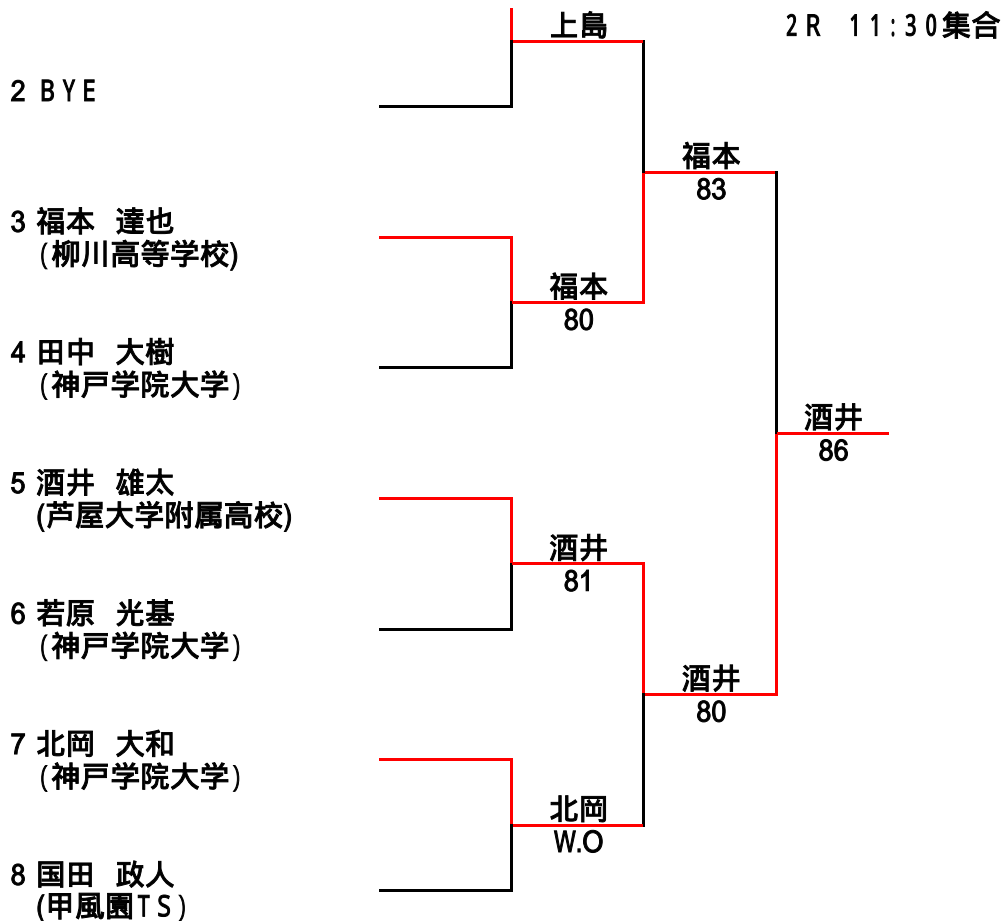 上島
2R 11:30集合
2 BYE
福本
83
3 福本 達也
(柳川高等学校)
福本
80
4 田中 大樹
(神戸学院大学)
酒井
86
5 酒井 雄太
(芦屋大学附属高校)
酒井
81
6 若原 光基
(神戸学院大学)
酒井
80
7 北岡 大和
(神戸学院大学)
北岡
W.O
8 国田 政人
(甲風園TS)